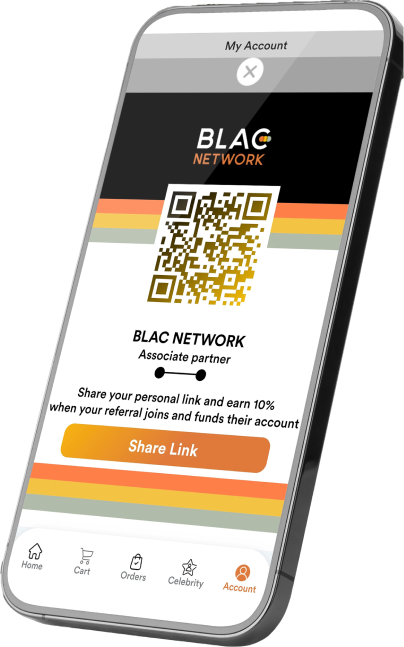 My Account
BLAC
NETWORK
BLAC NETWORK
Associate partner
Share your personal link and earn 10%
when your referral joins and funds their account
Share Link
Home
Cart
Orders
Celebrity
Account